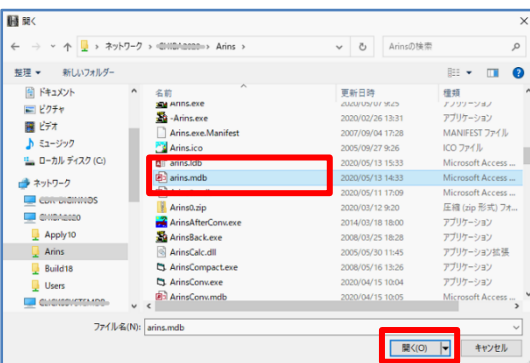 開く
ネットワーク > > Arins >
Arinsの検索
整理 新しいフォルダー
名前 更新日時 種類
ドキュメント
ピクチャ
ビデオ
ミュージック
ローカル ディスク (C)
ネットワーク
Apply10
Arins
Build18
Users
Arins.exe 2020/05/07 9:25 アプリケーション
-Arins.exe 2020/02/26 13:31 アプリケーション
Arins.exe.Manifest 2007/09/04 17:28 MANIFEST ファイル
Arins.ico 2005/09/27 9:26 ICO ファイル
arins.ldb 2020/05/13 15:33 Microsoft Access ...
arins.mdb 2020/05/13 14:33 Microsoft Access ...
2020/05/11 17:09 Microsoft Access ...
Arins0.zip 2020/03/12 9:20 圧縮 (zip 形式) フォ...
ArinsAfterConv.exe 2014/03/18 18:00 アプリケーション
ArinsBack.exe 2008/03/25 18:28 アプリケーション
ArinsCalc.dll 2005/05/30 11:45 アプリケーション拡張
ArinsCompact.exe 2008/05/16 13:26 アプリケーション
ArinsConv.exe 2020/04/15 10:04 アプリケーション
ArinsConv.mdb 2020/04/15 10:05 Microsoft Access ...
ファイル名(N): arins.mdb
開く(O) キャンセル